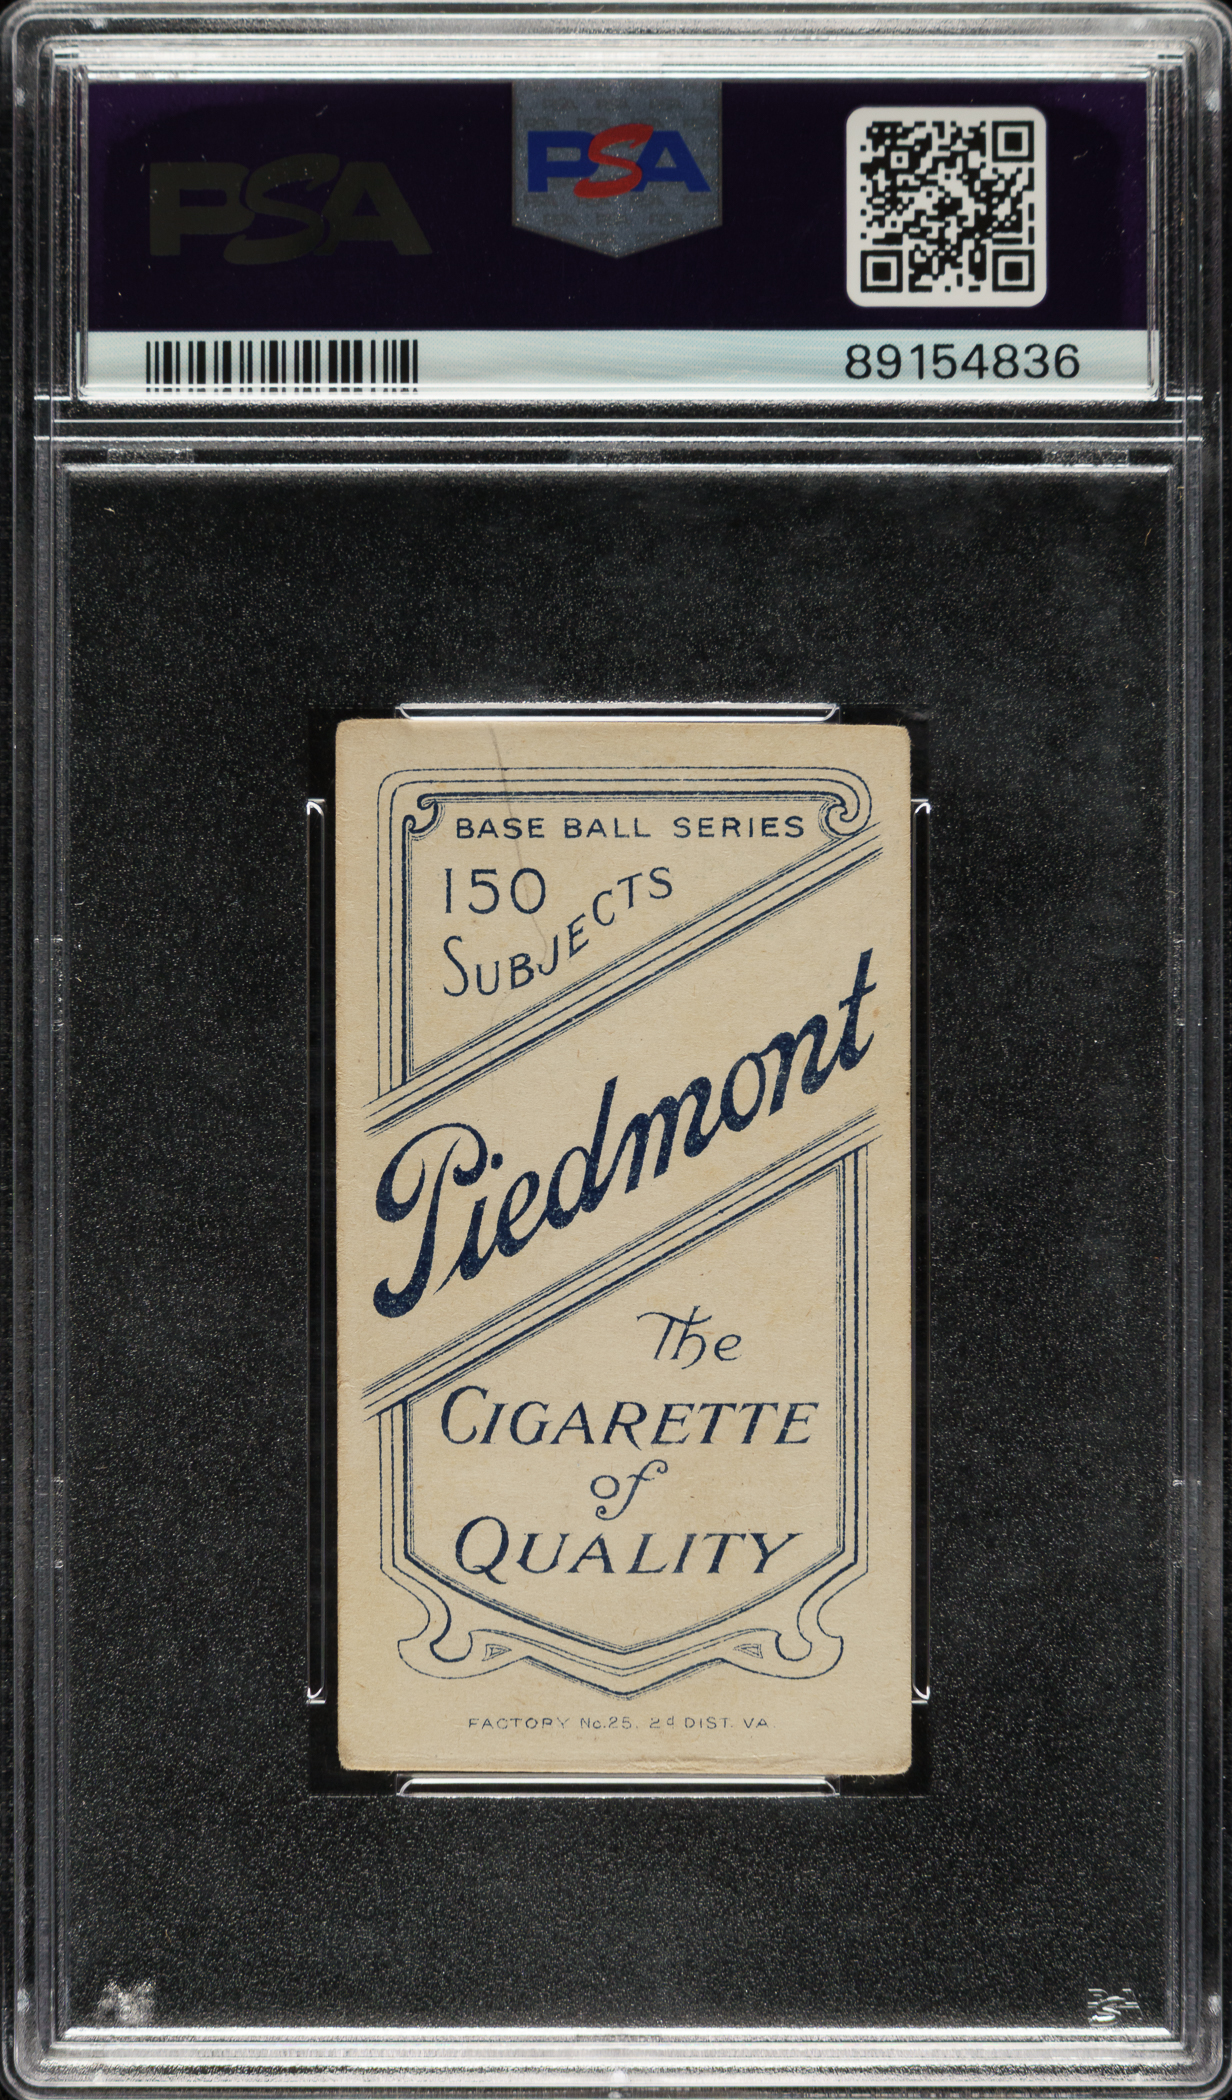 PSA
PSA
89154836
BASE BALL SERIES
150
SUBJECTS
Piedmont
The
CIGARETTE
of
QUALITY
FACTORY No.25, 2d DIST. VA.